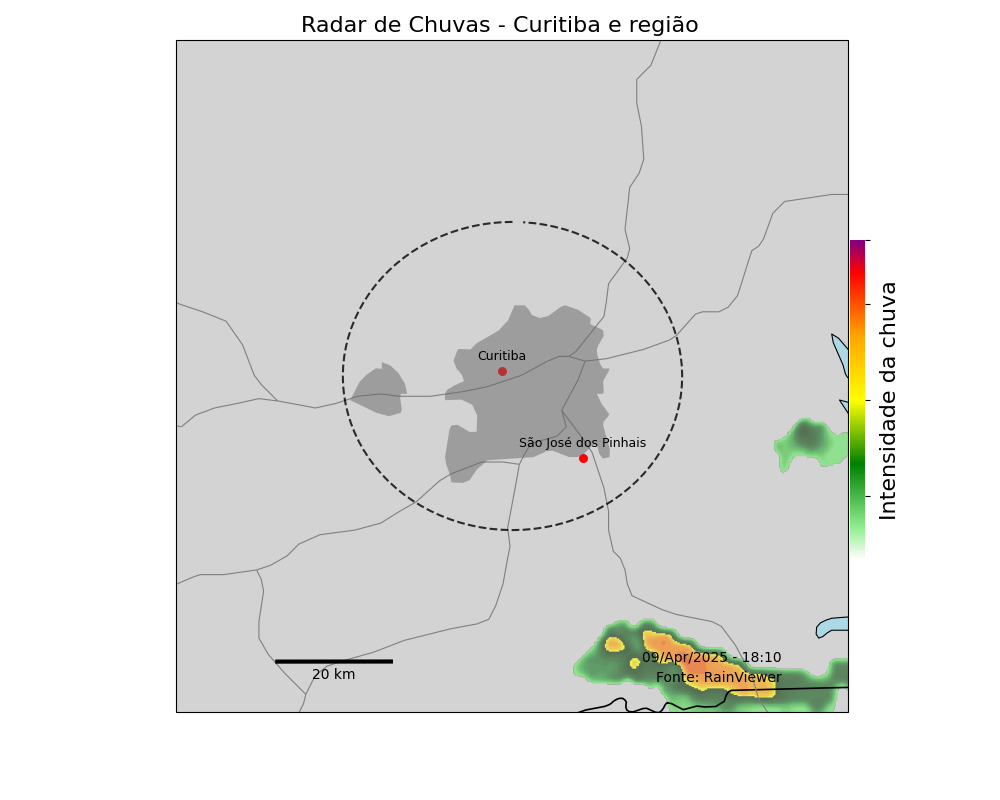 Radar de Chuvas - Curitiba e região
Curitiba
São José dos Pinhais
Intensidade da chuva
09/Apr/2025 - 18:10
20 km
Fonte: RainViewer